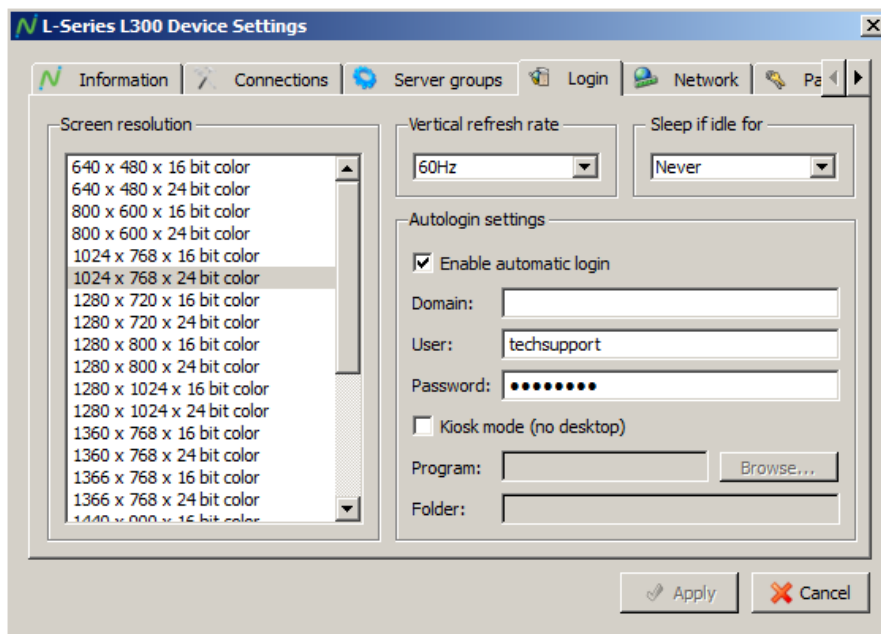 L-Series L300 Device Settings
Information Connections Server groups Login Network
Screen resolution
640 x 480 x 16 bit color
640 x 480 x 24 bit color
800 x 600 x 16 bit color
800 x 600 x 24 bit color
1024 x 768 x 16 bit color
1024 x 768 x 24 bit color
1280 x 720 x 16 bit color
1280 x 720 x 24 bit color
1280 x 800 x 16 bit color
1280 x 800 x 24 bit color
1280 x 1024 x 16 bit color
1280 x 1024 x 24 bit color
1360 x 768 x 16 bit color
1360 x 768 x 24 bit color
1366 x 768 x 16 bit color
1366 x 768 x 24 bit color
Vertical refresh rate
60Hz
Sleep if idle for
Never
Autologin settings
Enable automatic login
Domain:
User: techsupport
Password: ●●●●●●●●
Kiosk mode (no desktop)
Program: Browse...
Folder:
Apply Cancel